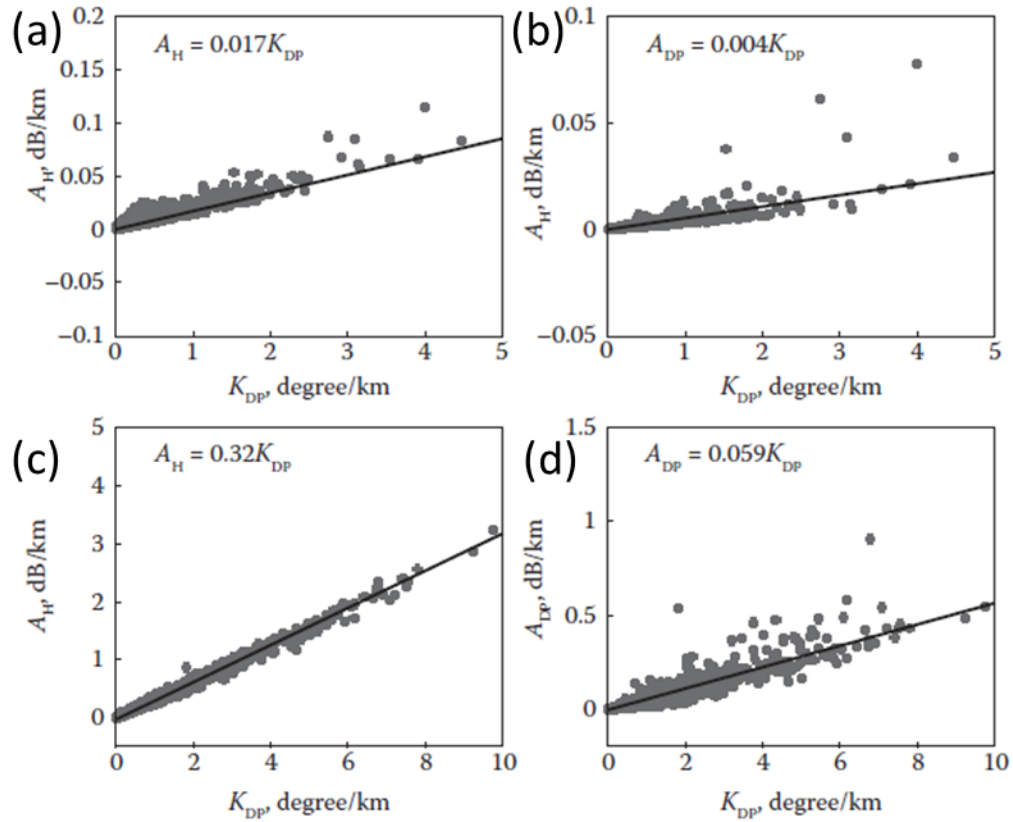 (a)
A_H = 0.017K_DP
0.2
0.15
0.1
0.05
0
−0.05
−0.1
A_H, dB/km
0 1 2 3 4 5
K_DP, degree/km
(b)
A_DP = 0.004K_DP
0.1
0.05
0
−0.05
A_H, dB/km
0 1 2 3 4 5
K_DP, degree/km
(c)
A_H = 0.32K_DP
5
4
3
2
1
0
A_H, dB/km
0 2 4 6 8 10
K_DP, degree/km
(d)
A_DP = 0.059K_DP
1.5
1
0.5
0
A_DP, dB/km
0 2 4 6 8 10
K_DP, degree/km